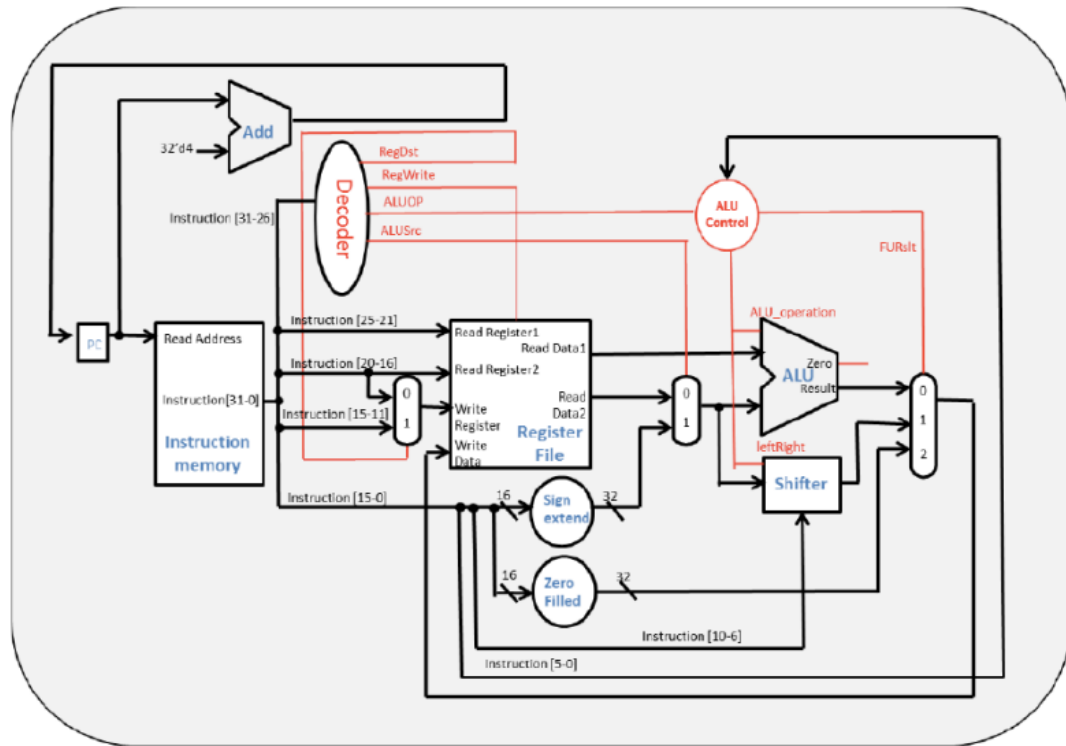 Add
32'd4
RegDst
RegWrite
ALUOP
ALUSrc
Decoder
Instruction [31-26]
ALU
Control
FURslt
ALU_operation
PC
Read Address
Instruction[31-0]
Instruction
memory
Instruction [25-21]
Instruction [20-16]
Instruction [15-11]
0
1
Read Register1
Read Data1
Read Register2
Read
Data2
Write
Register
Write
Data
Register
File
0
1
Zero
ALU
Result
0
1
2
leftRight
Shifter
Instruction [15-0]
16
Sign
extend
32
16
Zero
Filled
32
Instruction [10-6]
Instruction [5-0]